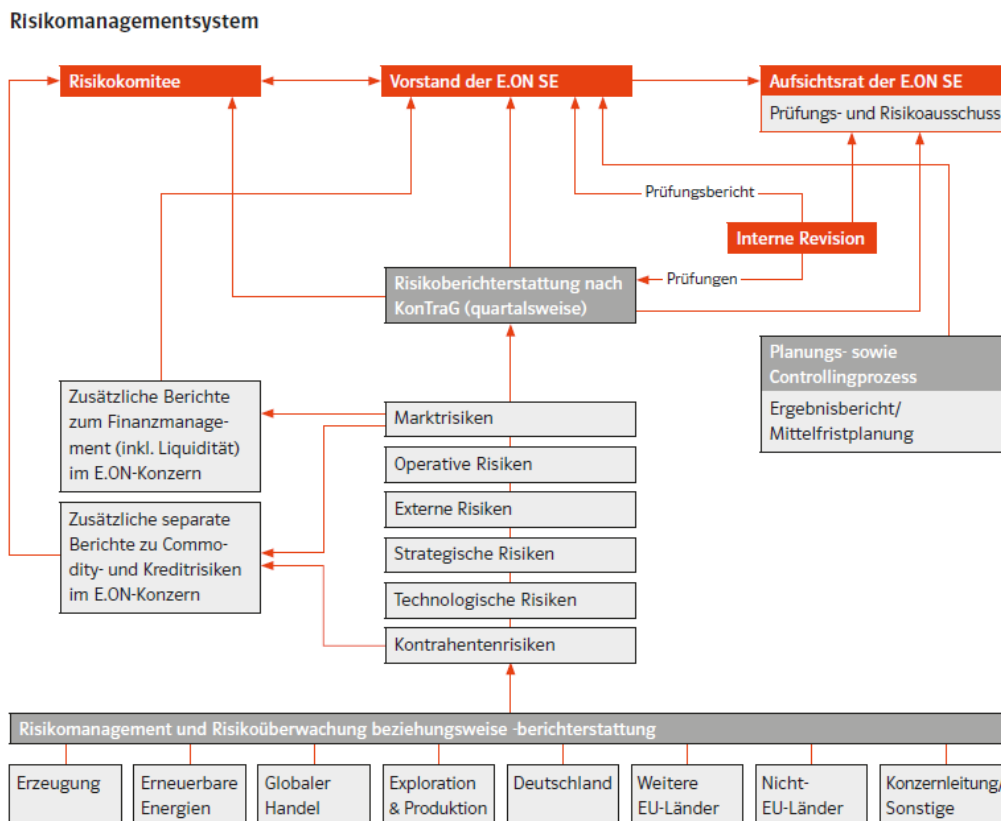 Risikomanagementsystem
Risikokomitee
Vorstand der E.ON SE
Aufsichtsrat der E.ON SE
Prüfungs- und Risikoausschuss
Prüfungsbericht
Interne Revision
Prüfungen
Risikoberichterstattung nach
KonTraG (quartalsweise)
Planungs- sowie
Controllingprozess
Ergebnisbericht/
Mittelfristplanung
Zusätzliche Berichte
zum Finanzmanage-
ment (inkl. Liquidität)
im E.ON-Konzern
Zusätzliche separate
Berichte zu Commo-
dity- und Kreditrisiken
im E.ON-Konzern
Marktrisiken
Operative Risiken
Externe Risiken
Strategische Risiken
Technologische Risiken
Kontrahentenrisiken
Risikomanagement und Risikoüberwachung beziehungsweise -berichterstattung
Erzeugung
Erneuerbare
Energien
Globaler
Handel
Exploration
& Produktion
Deutschland
Weitere
EU-Länder
Nicht-
EU-Länder
Konzernleitung/
Sonstige